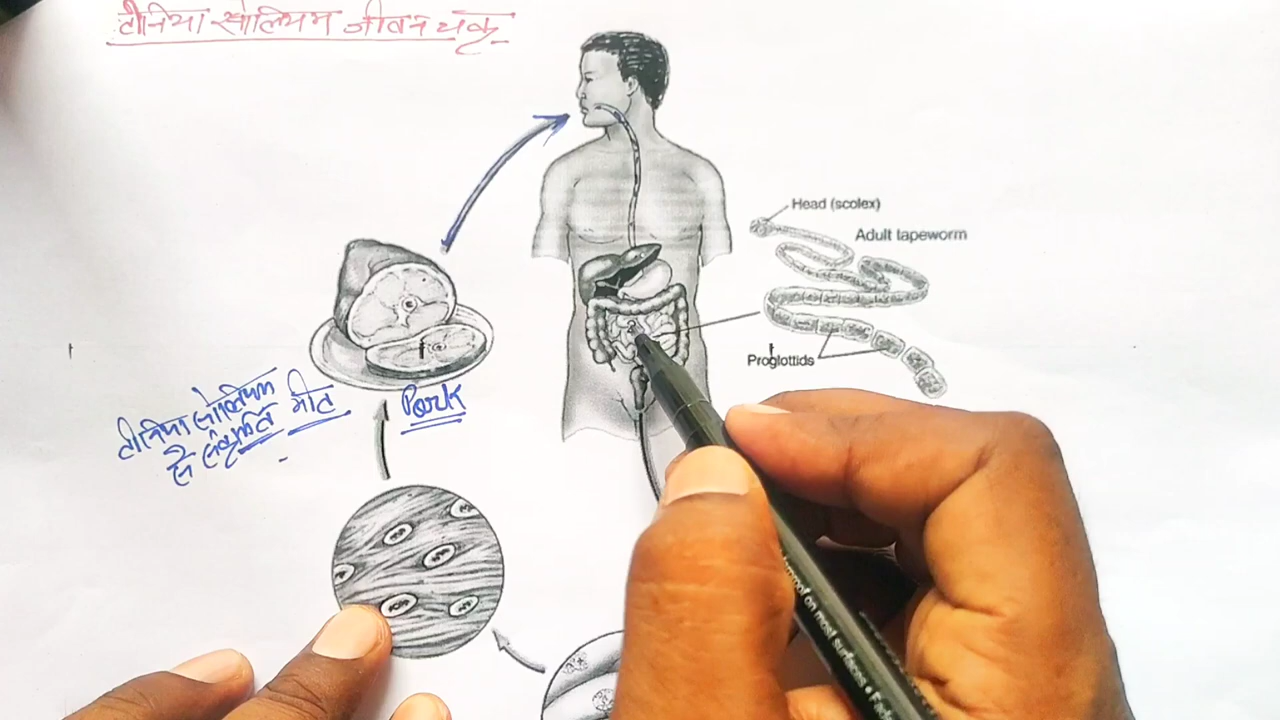 टीनिया सोलियम जीवन चक्र
Head (scolex)
Adult tapeworm
Proglottids
टीनिया सोलियम
से संक्रमित मीट
Pork